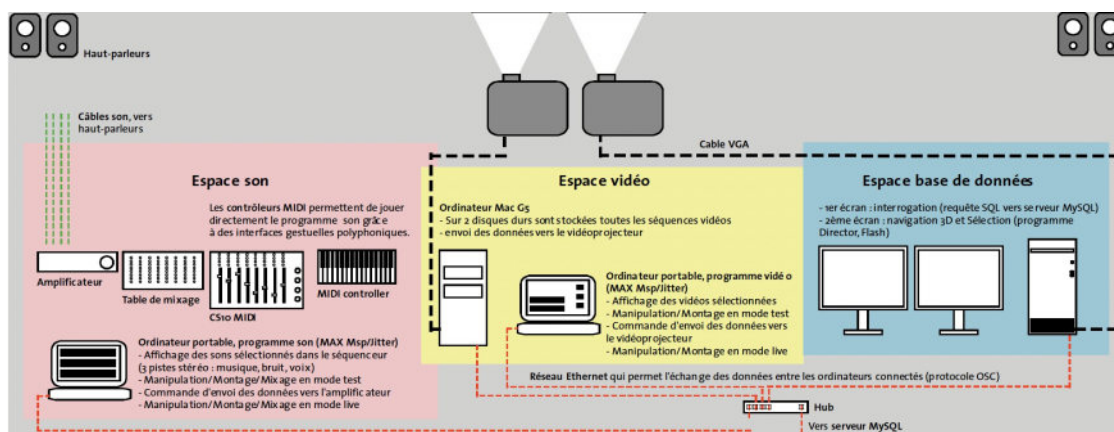 Haut-parleurs
Câbles son, vers
haut-parleurs
Cable VGA
Espace son
Les contrôleurs MIDI permettent de jouer
directement le programme son grâce
à des interfaces gestuelles polyphoniques.
Amplificateur
Table de mixage
CS10 MIDI
MIDI controller
Ordinateur portable, programme son (MAX Msp/Jitter)
- Affichage des sons sélectionnés dans le séquenceur
(3 pistes stéréo : musique, bruit, voix)
- Manipulation/Montage/Mixage en mode test
- Commande d'envoi des données vers l'amplificateur
- Manipulation/Montage/Mixage en mode live
Espace vidéo
Ordinateur Mac G5
- Sur 2 disques durs sont stockées toutes les séquences vidéos
- envoi des données vers le vidéoprojecteur
Ordinateur portable, programme vidé o
(MAX Msp/Jitter)
- Affichage des vidéos sélectionnées
- Manipulation/Montage en mode test
- Commande d'envoi des données vers
le vidéoprojecteur
- Manipulation/Montage en mode live
Espace base de données
- 1er écran : interrogation (requête SQL vers serveur MySQL)
- 2ème écran : navigation 3D et Sélection (programme
Director, Flash)
Réseau Ethernet qui permet l'échange des données entre les ordinateurs connectés (protocole OSC)
Hub
Vers serveur MySQL